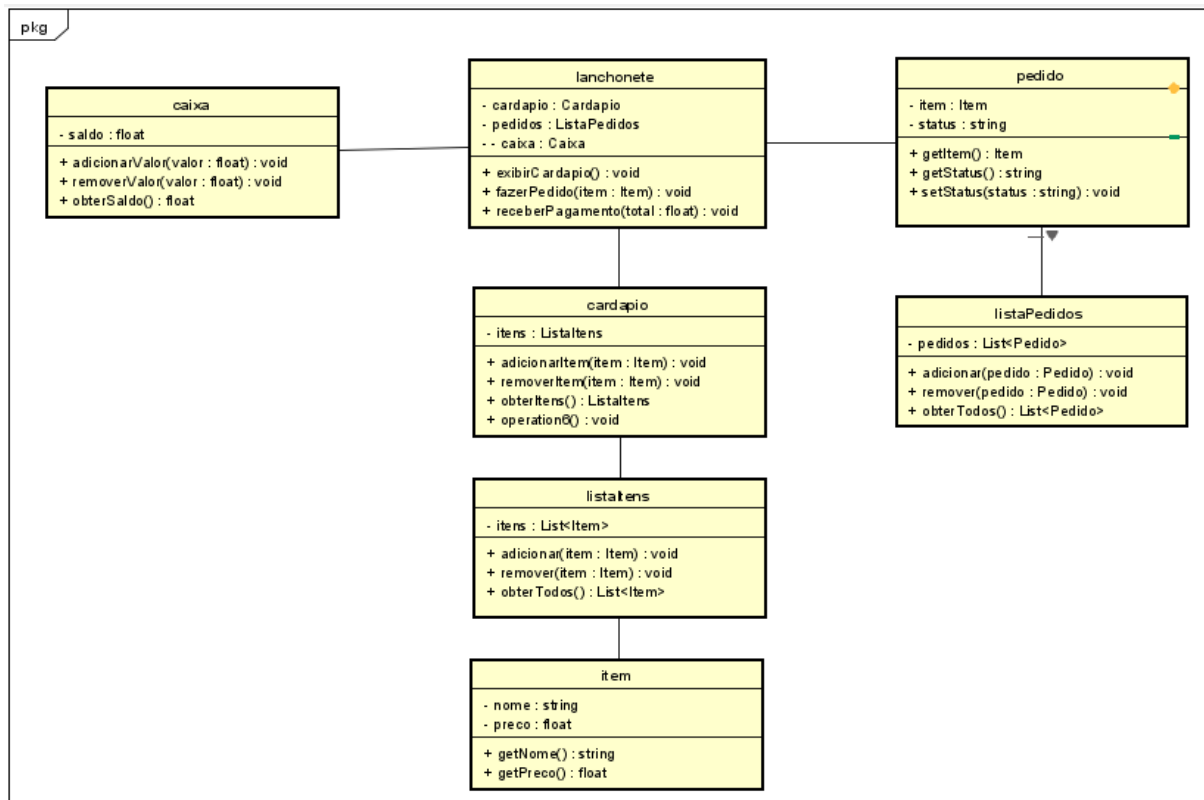 pkg
caixa
- saldo : float
+ adicionarValor(valor : float) : void
+ removerValor(valor : float) : void
+ obterSaldo() : float
lanchonete
- cardapio : Cardapio
- pedidos : ListaPedidos
- - caixa : Caixa
+ exibirCardapio() : void
+ fazerPedido(item : Item) : void
+ receberPagamento(total : float) : void
pedido
- item : Item
- status : string
+ getItem() : Item
+ getStatus() : string
+ setStatus(status : string) : void
cardapio
- itens : ListaItens
+ adicionarItem(item : Item) : void
+ removerItem(item : Item) : void
+ obterItens() : ListaItens
+ operation6() : void
listaPedidos
- pedidos : List<Pedido>
+ adicionar(pedido : Pedido) : void
+ remover(pedido : Pedido) : void
+ obterTodos() : List<Pedido>
listaItens
- itens : List<Item>
+ adicionar(item : Item) : void
+ remover(item : Item) : void
+ obterTodos() : List<Item>
item
- nome : string
- preco : float
+ getNome() : string
+ getPreco() : float